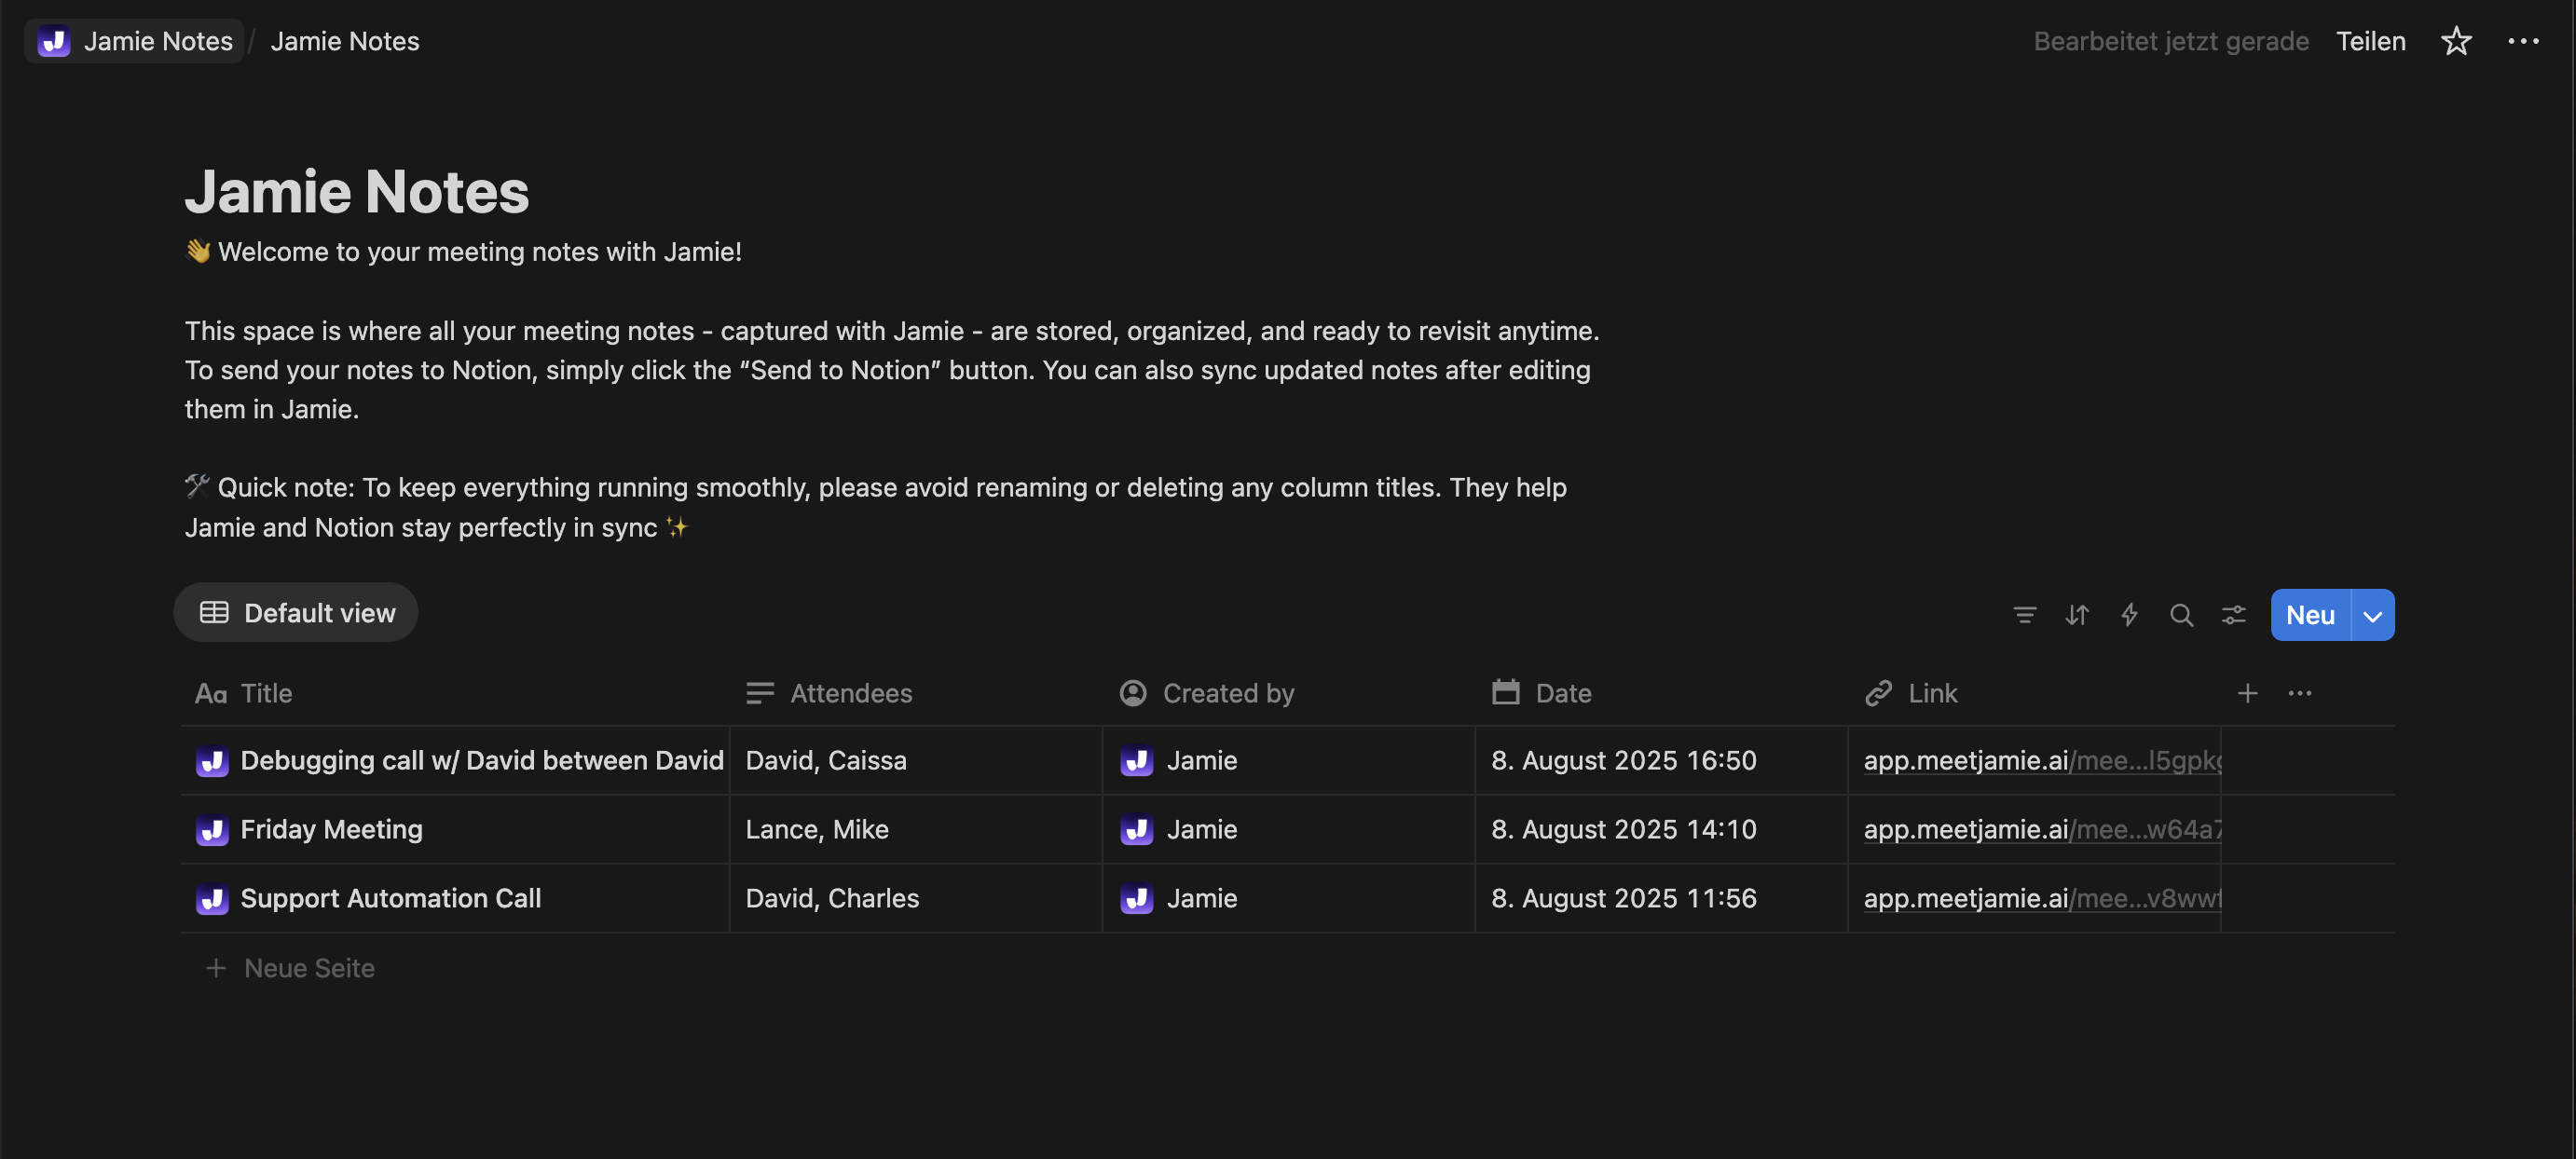 Jamie Notes / Jamie Notes
Bearbeitet jetzt gerade Teilen
Jamie Notes
👋 Welcome to your meeting notes with Jamie!
This space is where all your meeting notes - captured with Jamie - are stored, organized, and ready to revisit anytime.
To send your notes to Notion, simply click the “Send to Notion” button. You can also sync updated notes after editing
them in Jamie.
🛠️ Quick note: To keep everything running smoothly, please avoid renaming or deleting any column titles. They help
Jamie and Notion stay perfectly in sync ✨
Default view
Neu
Aa Title Attendees Created by Date Link
Debugging call w/ David between David David, Caissa Jamie 8. August 2025 16:50 app.meetjamie.ai/mee...l5gpk
Friday Meeting Lance, Mike Jamie 8. August 2025 14:10 app.meetjamie.ai/mee...w64a7
Support Automation Call David, Charles Jamie 8. August 2025 11:56 app.meetjamie.ai/mee...v8ww
+ Neue Seite